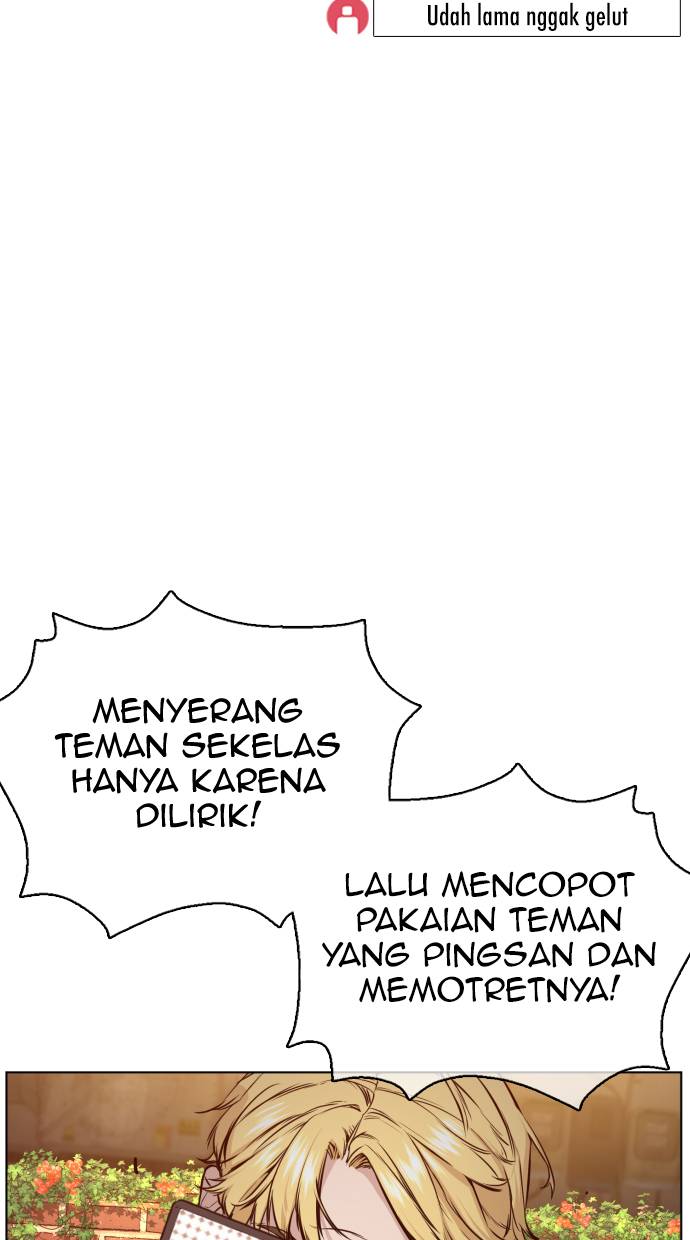 Udah lama nggak gelut
MENYERANG
TEMAN SEKELAS
HANYA KARENA
DILIRIK!
LALU MENCOPOT
PAKAIAN TEMAN
YANG PINGSAN DAN
MEMOTRETNYA!